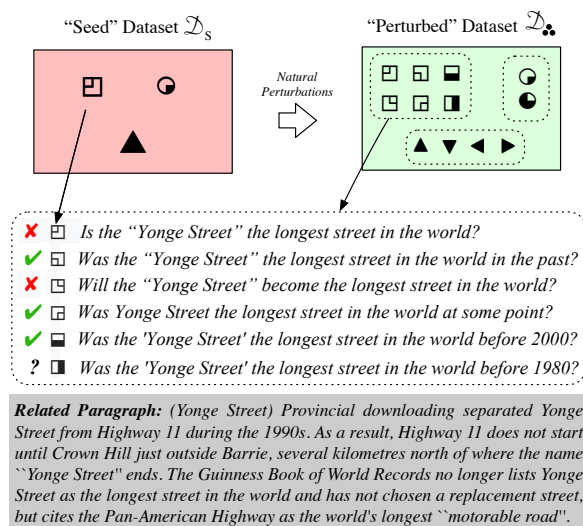 “Seed” Dataset 𝒟S
“Perturbed” Dataset 𝒟
Natural
Perturbations
✘ Is the “Yonge Street” the longest street in the world?
✔ Was the “Yonge Street” the longest street in the world in the past?
✘ Will the “Yonge Street” become the longest street in the world?
✔ Was Yonge Street the longest street in the world at some point?
✔ Was the 'Yonge Street' the longest street in the world before 2000?
? Was the 'Yonge Street' the longest street in the world before 1980?
Related Paragraph: (Yonge Street) Provincial downloading separated Yonge
Street from Highway 11 during the 1990s. As a result, Highway 11 does not start
until Crown Hill just outside Barrie, several kilometres north of where the name
``Yonge Street'' ends. The Guinness Book of World Records no longer lists Yonge
Street as the longest street in the world and has not chosen a replacement street,
but cites the Pan-American Highway as the world's longest ``motorable road''.